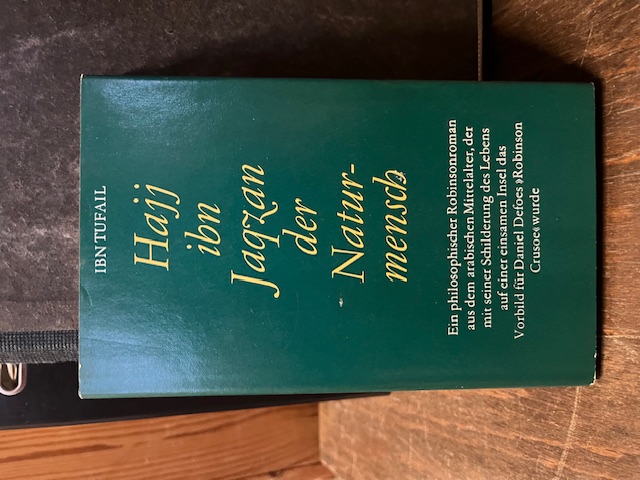 IBN TUFAIL
Hajj
ibn
Jaqzan
der
Natur-
mensch
Ein philosophischer Robinsonroman
aus dem arabischen Mittelalter, der
mit seiner Schilderung des Lebens
auf einer einsamen Insel das
Vorbild für Daniel Defoes »Robinson
Crusoe« wurde